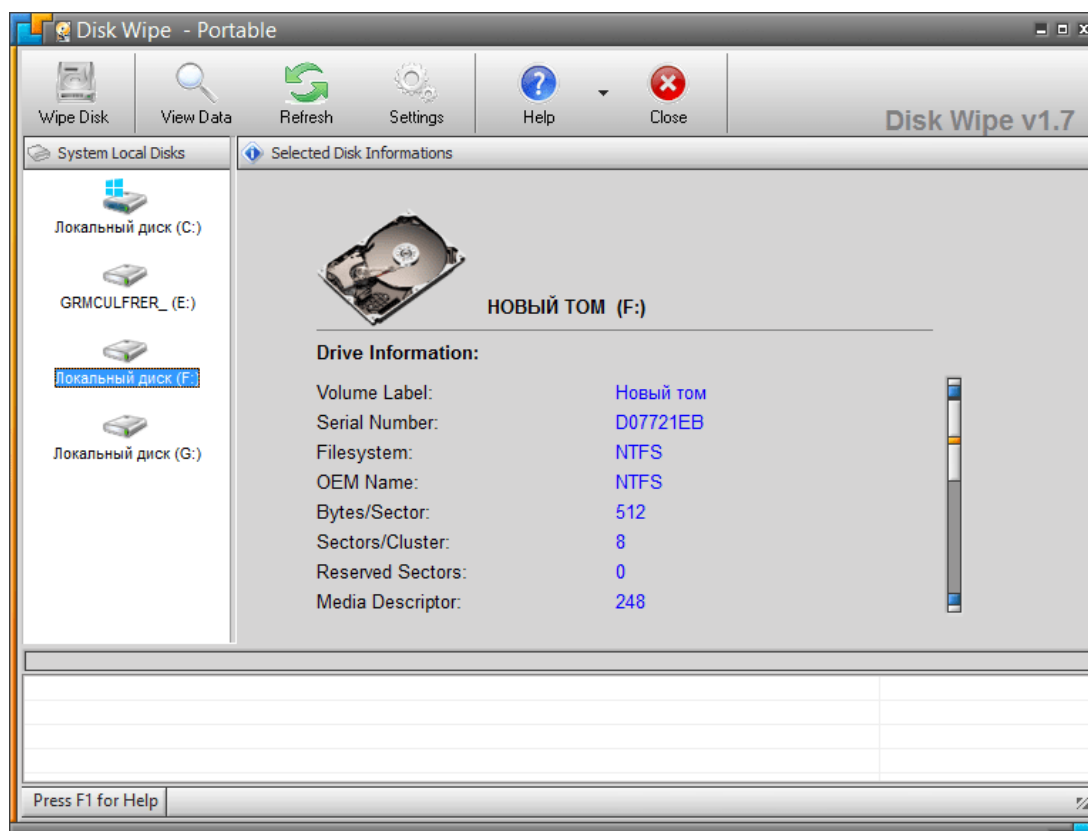 Disk Wipe - Portable
Wipe Disk View Data Refresh Settings Help Close
Disk Wipe v1.7
System Local Disks
Selected Disk Informations
Локальный диск (C:)
GRMCULFRER_ (E:)
Локальный диск (F:)
Локальный диск (G:)
НОВЫЙ ТОМ (F:)
Drive Information:
Volume Label: Новый том
Serial Number: D07721EB
Filesystem: NTFS
OEM Name: NTFS
Bytes/Sector: 512
Sectors/Cluster: 8
Reserved Sectors: 0
Media Descriptor: 248
Press F1 for Help